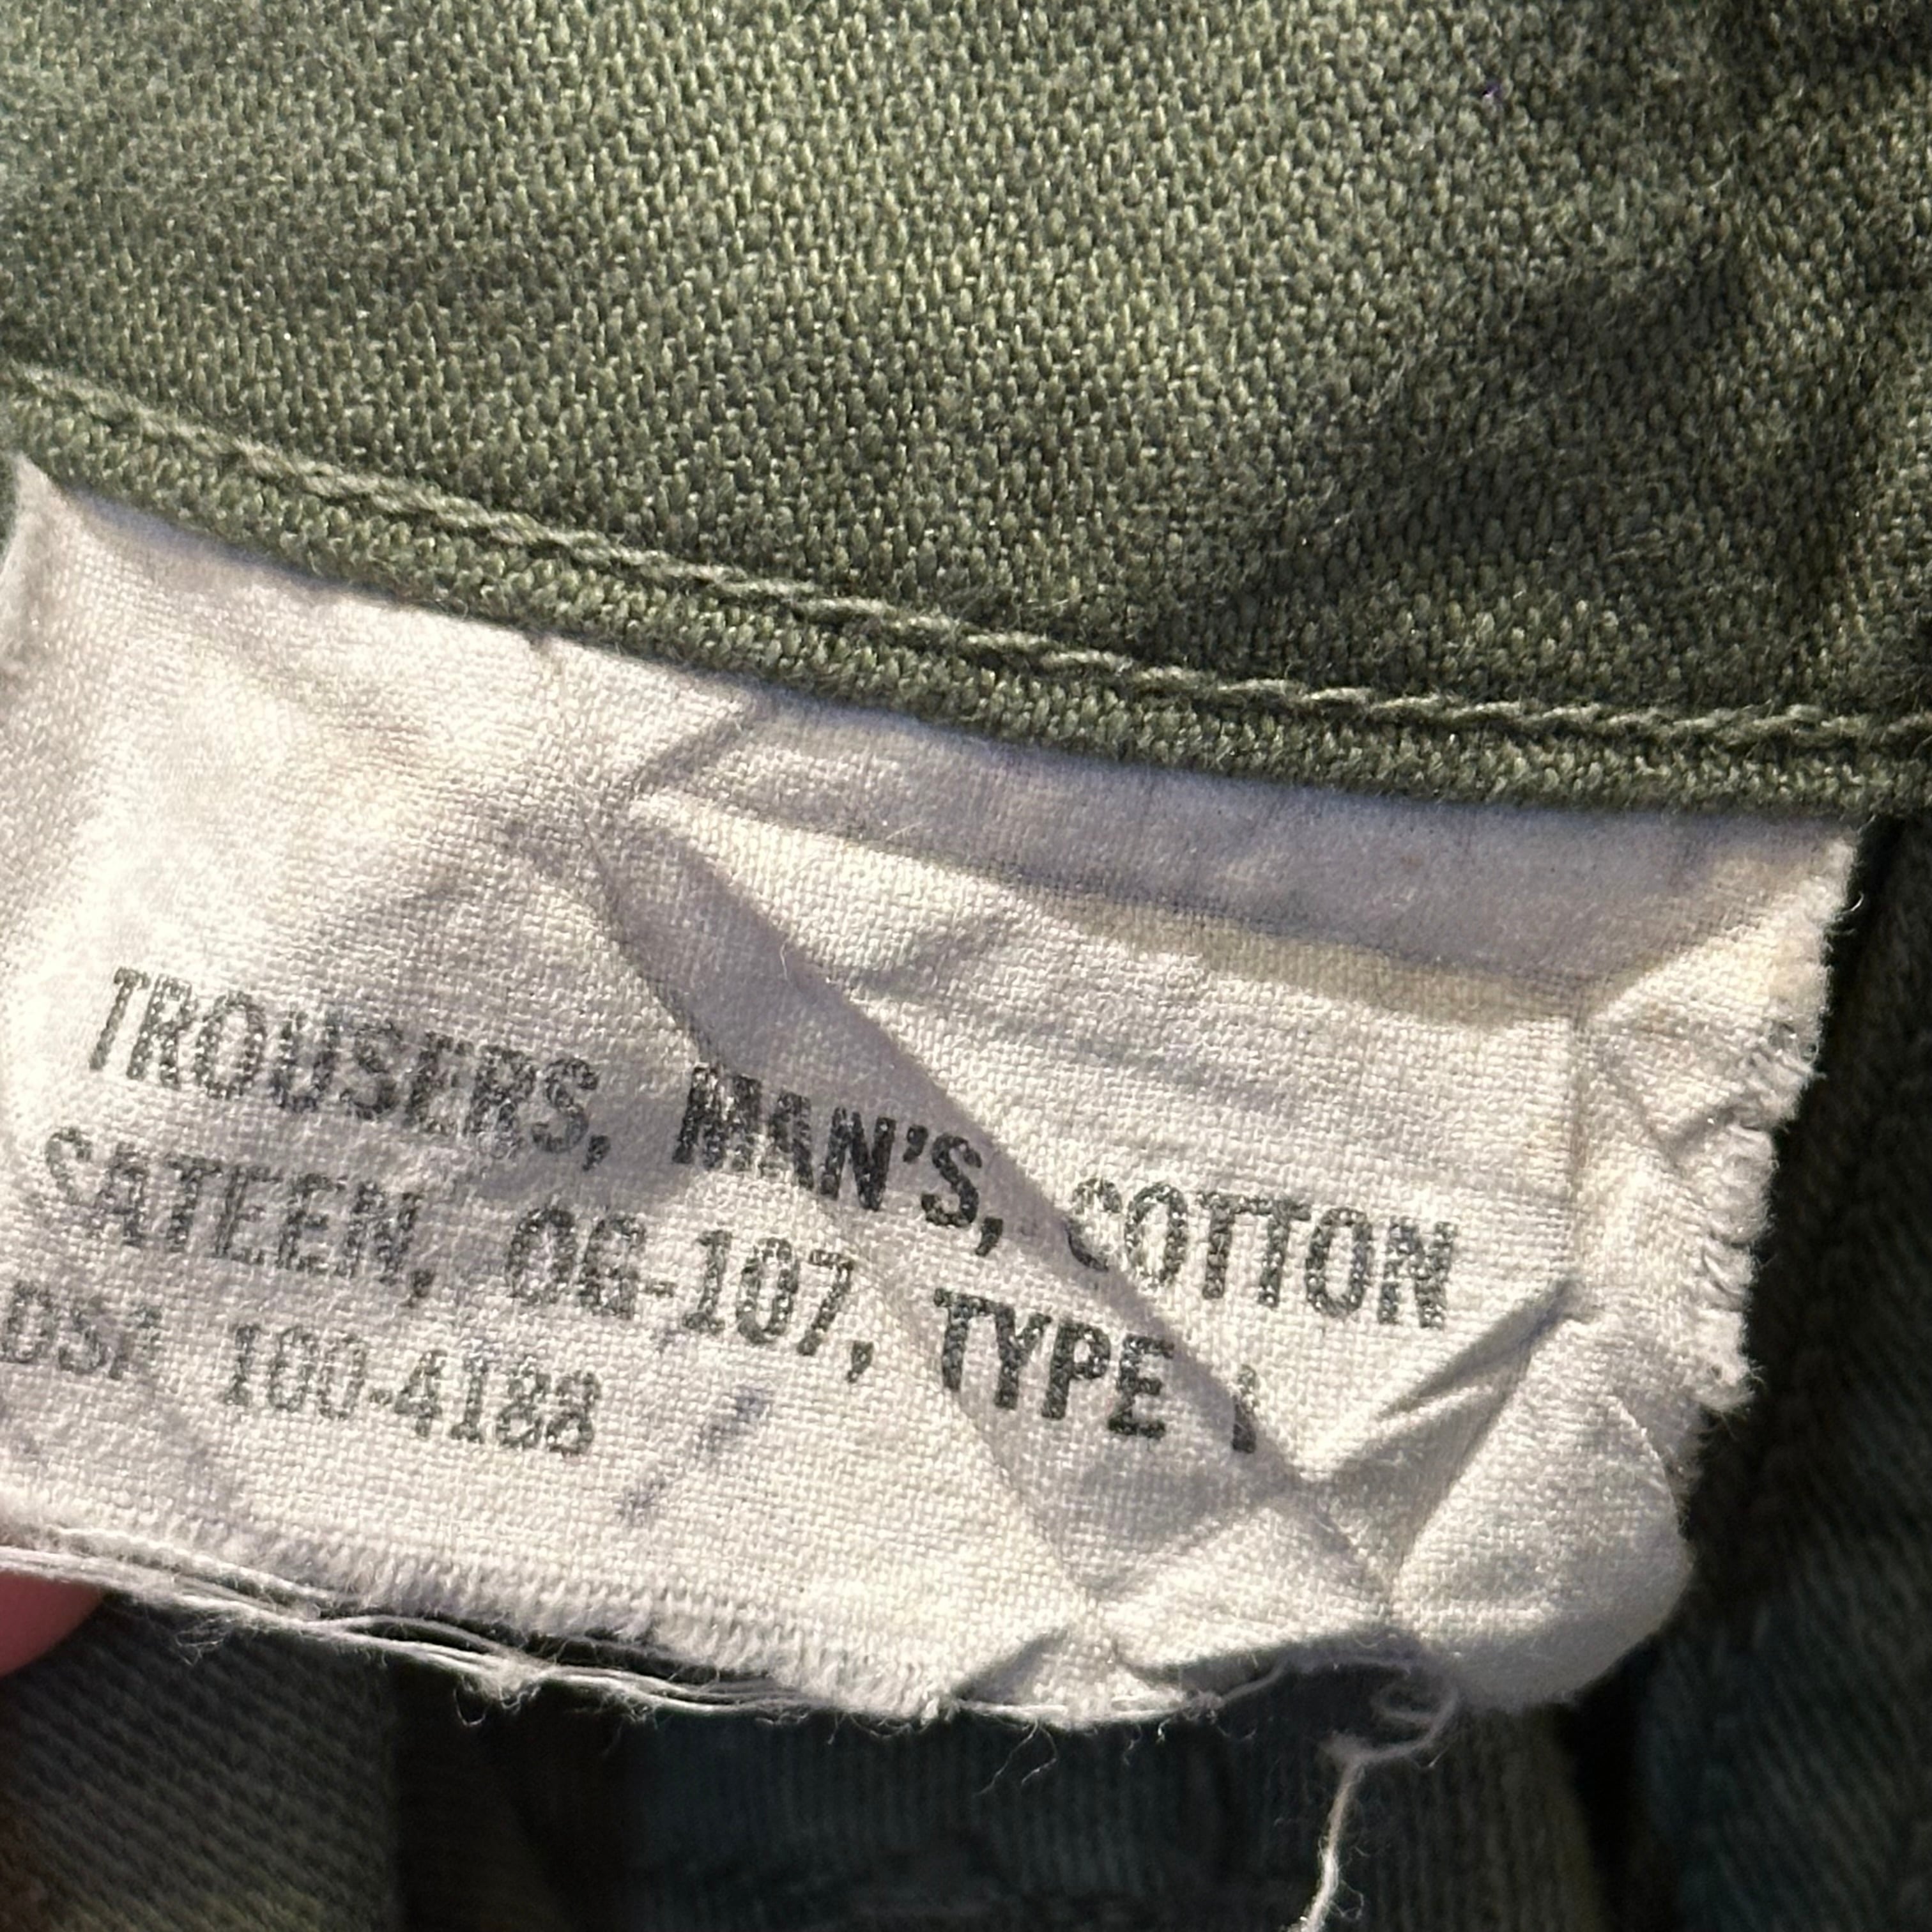 TROUSERS, MAN'S, COTTON
SATEEN, OG-107, TYPE I
DSA 100-4188